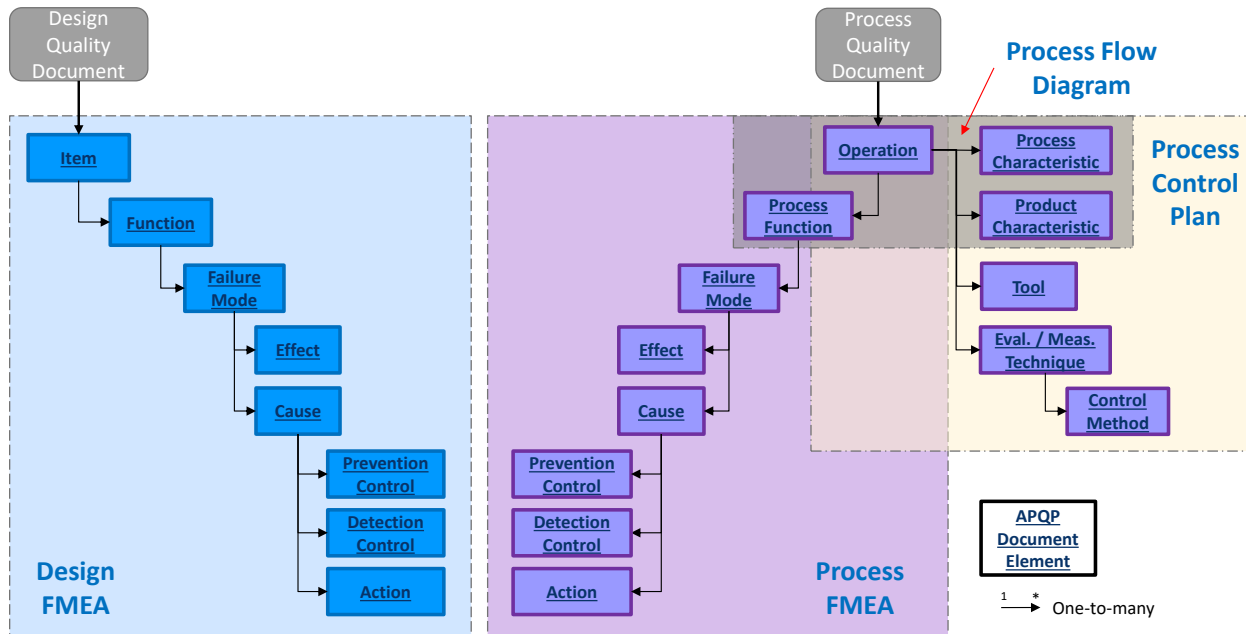 Design
Quality
Document
Process
Quality
Document
Process Flow
Diagram
Item
Function
Failure
Mode
Effect
Cause
Prevention
Control
Detection
Control
Action
Design
FMEA
Operation
Process
Function
Failure
Mode
Effect
Cause
Prevention
Control
Detection
Control
Action
Process
FMEA
Process
Characteristic
Product
Characteristic
Tool
Eval. / Meas.
Technique
Control
Method
Process
Control
Plan
APQP
Document
Element
1 *
One-to-many